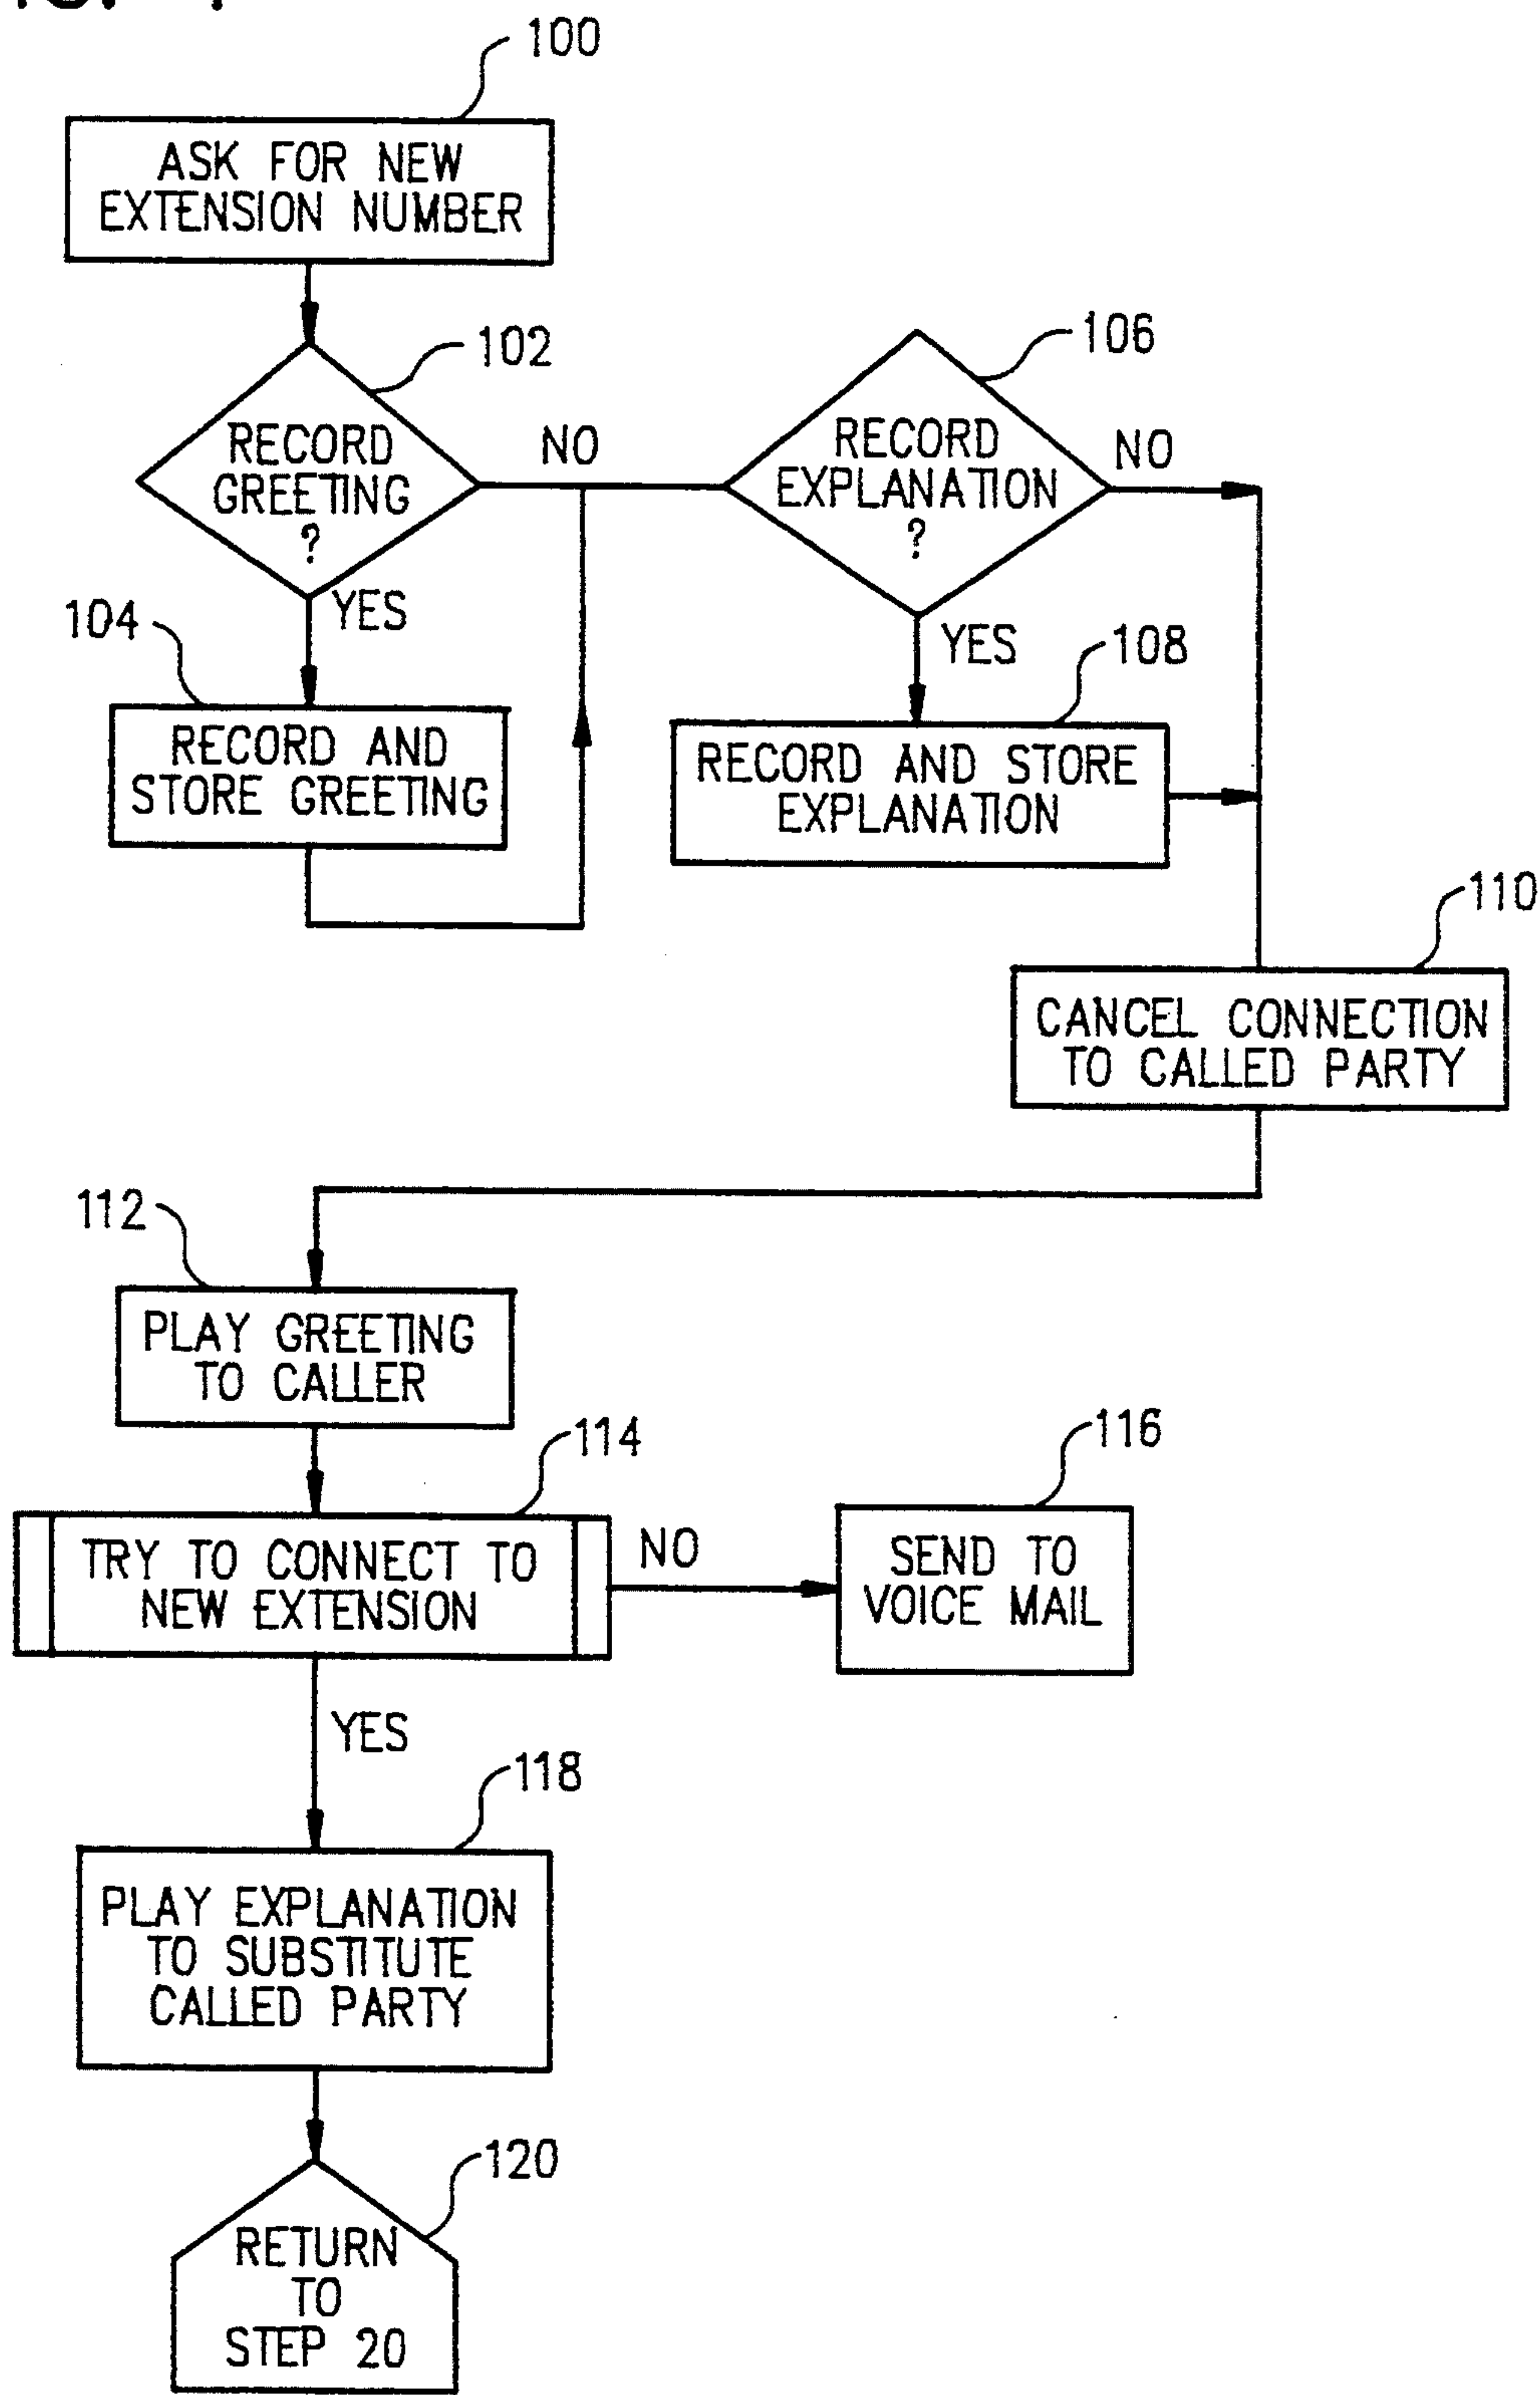 100
ASK FOR NEW
EXTENSION NUMBER
102
RECORD
GREETING
?
NO
YES
104
RECORD AND
STORE GREETING
106
RECORD
EXPLANATION
?
NO
YES
108
RECORD AND STORE
EXPLANATION
110
CANCEL CONNECTION
TO CALLED PARTY
112
PLAY GREETING
TO CALLER
114
TRY TO CONNECT TO
NEW EXTENSION
NO
116
SEND TO
VOICE MAIL
YES
118
PLAY EXPLANATION
TO SUBSTITUTE
CALLED PARTY
120
RETURN
TO
STEP 20